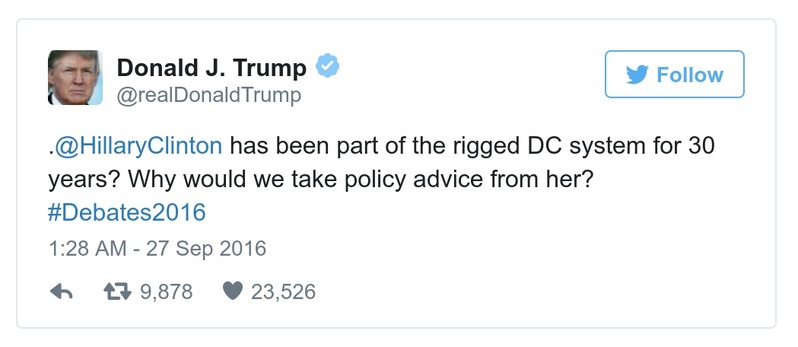 Donald J. Trump
@realDonaldTrump
Follow
.@HillaryClinton has been part of the rigged DC system for 30
years? Why would we take policy advice from her?
#Debates2016
1:28 AM - 27 Sep 2016
9,878 23,526